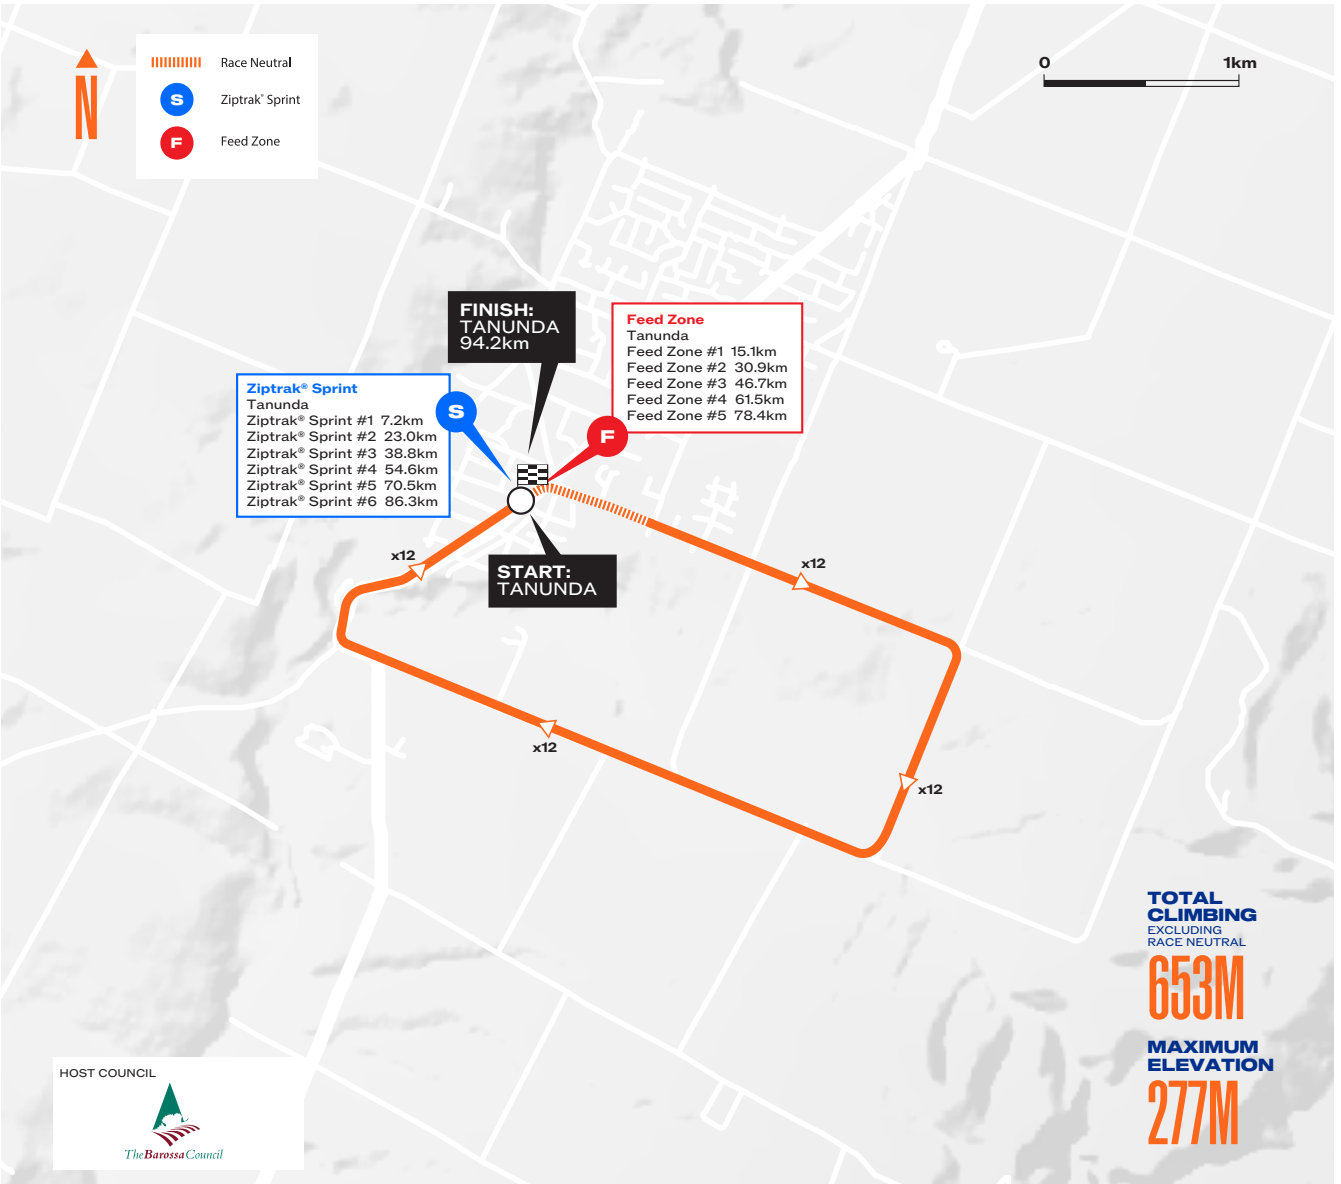 N
Race Neutral
S
Ziptrak® Sprint
F
Feed Zone
0 1km
FINISH:
TANUNDA
94.2km
Feed Zone
Tanunda
Feed Zone #1 15.1km
Feed Zone #2 30.9km
Feed Zone #3 46.7km
Feed Zone #4 61.5km
Feed Zone #5 78.4km
F
Ziptrak® Sprint
Tanunda
Ziptrak® Sprint #1 7.2km
Ziptrak® Sprint #2 23.0km
Ziptrak® Sprint #3 38.8km
Ziptrak® Sprint #4 54.6km
Ziptrak® Sprint #5 70.5km
Ziptrak® Sprint #6 86.3km
S
START:
TANUNDA
x12
x12
x12
x12
TOTAL
CLIMBING
EXCLUDING
RACE NEUTRAL
653M
MAXIMUM
ELEVATION
277M
HOST COUNCIL
TheBarossaCouncil